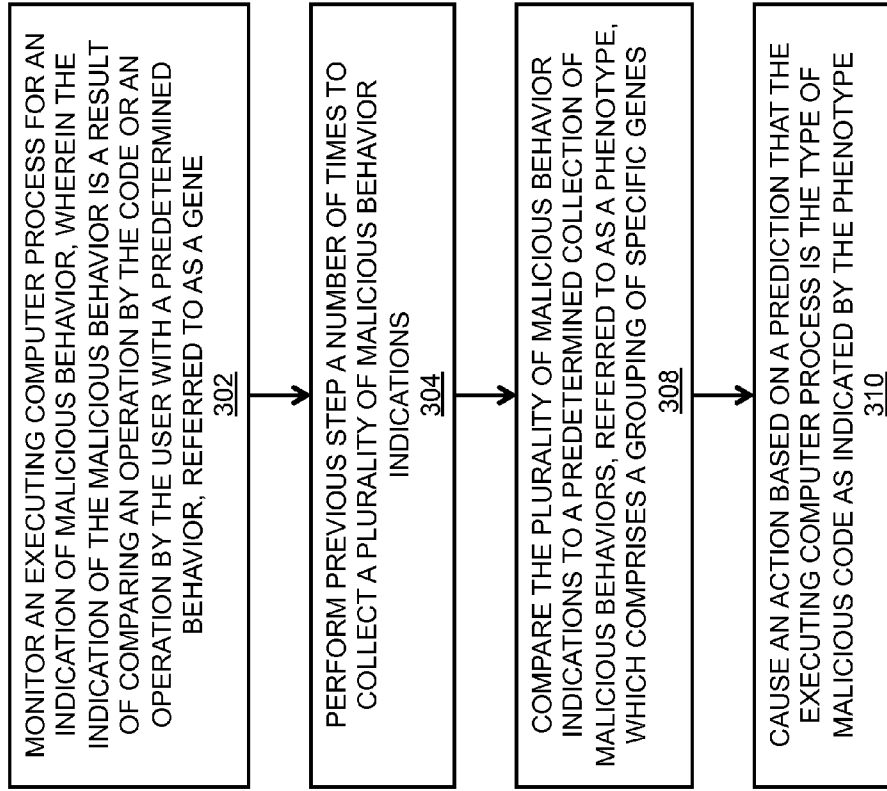 MONITOR AN EXECUTING COMPUTER PROCESS FOR AN
INDICATION OF MALICIOUS BEHAVIOR, WHEREIN THE
INDICATION OF THE MALICIOUS BEHAVIOR IS A RESULT
OF COMPARING AN OPERATION BY THE CODE OR AN
OPERATION BY THE USER WITH A PREDETERMINED
BEHAVIOR, REFERRED TO AS A GENE
302
PERFORM PREVIOUS STEP A NUMBER OF TIMES TO
COLLECT A PLURALITY OF MALICIOUS BEHAVIOR
INDICATIONS
304
COMPARE THE PLURALITY OF MALICIOUS BEHAVIOR
INDICATIONS TO A PREDETERMINED COLLECTION OF
MALICIOUS BEHAVIORS, REFERRED TO AS A PHENOTYPE,
WHICH COMPRISES A GROUPING OF SPECIFIC GENES
308
CAUSE AN ACTION BASED ON A PREDICTION THAT THE
EXECUTING COMPUTER PROCESS IS THE TYPE OF
MALICIOUS CODE AS INDICATED BY THE PHENOTYPE
310